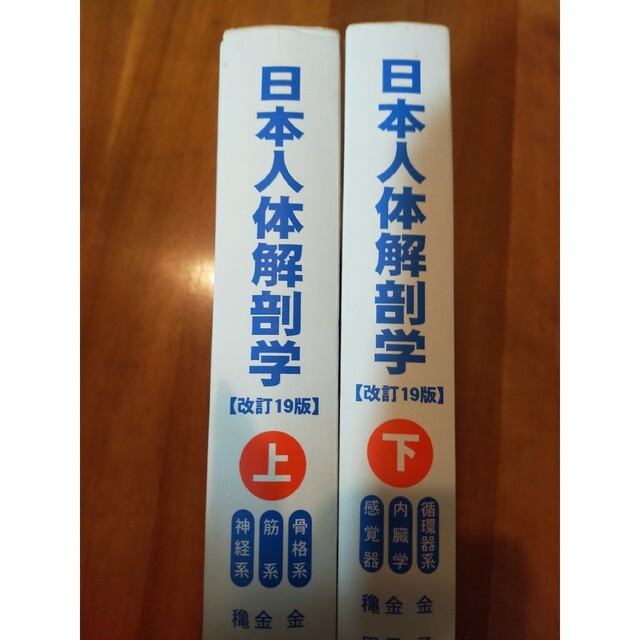 日本人体解剖学
【改訂19版】
上
骨格系
筋系
神経系
金
金
穐
日本人体解剖学
【改訂19版】
下
循環器系
内臓学
感覚器
金
金
穐